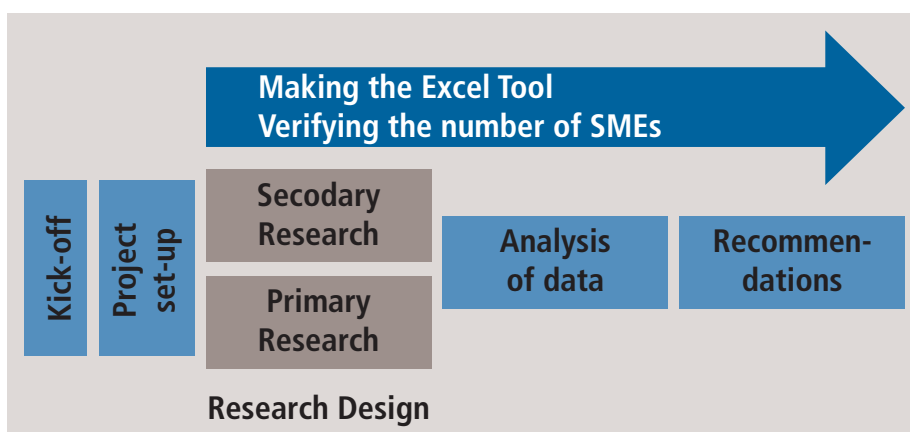 Making the Excel Tool
Verifying the number of SMEs
Kick-off
Project
set-up
Secodary
Research
Primary
Research
Analysis
of data
Recommen-
dations
Research Design